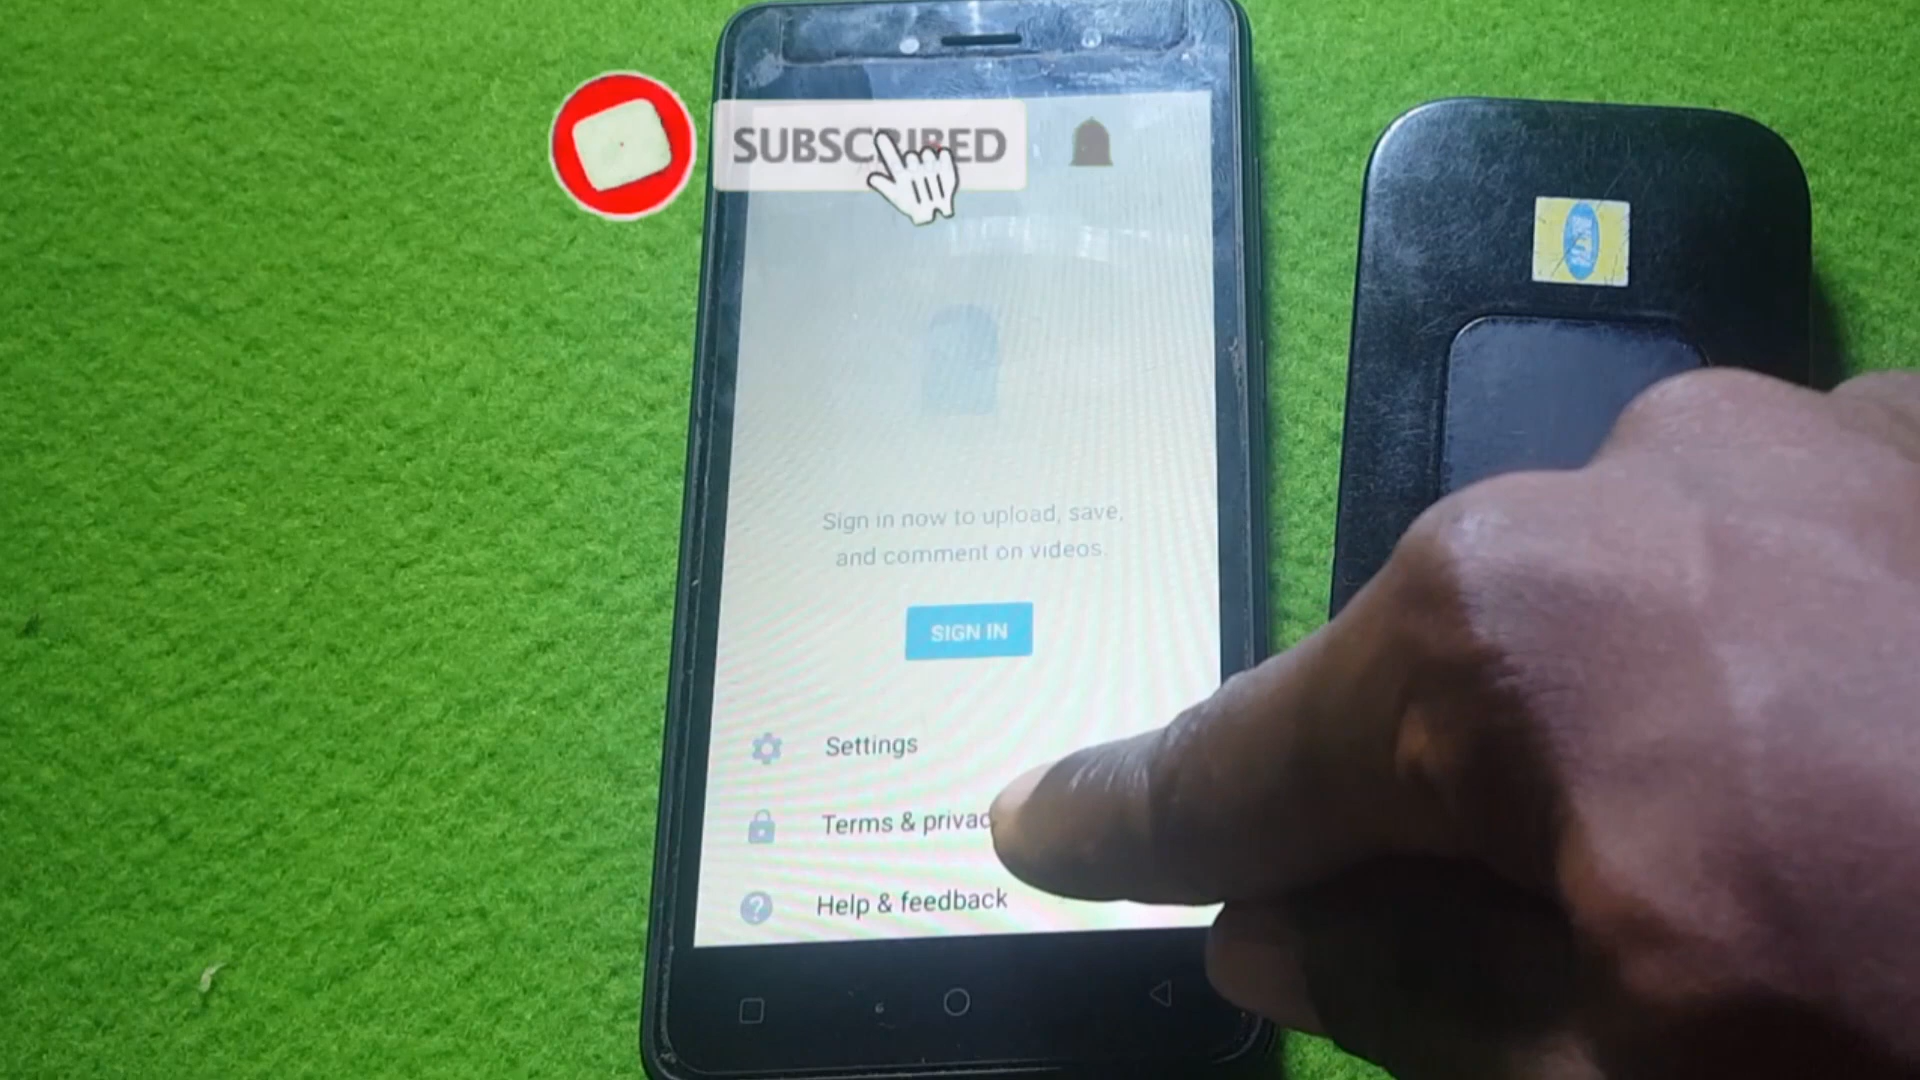 SUBSCRIBED
Sign in now to upload, save,
and comment on videos.
SIGN IN
Settings
Terms & privac
Help & feedback